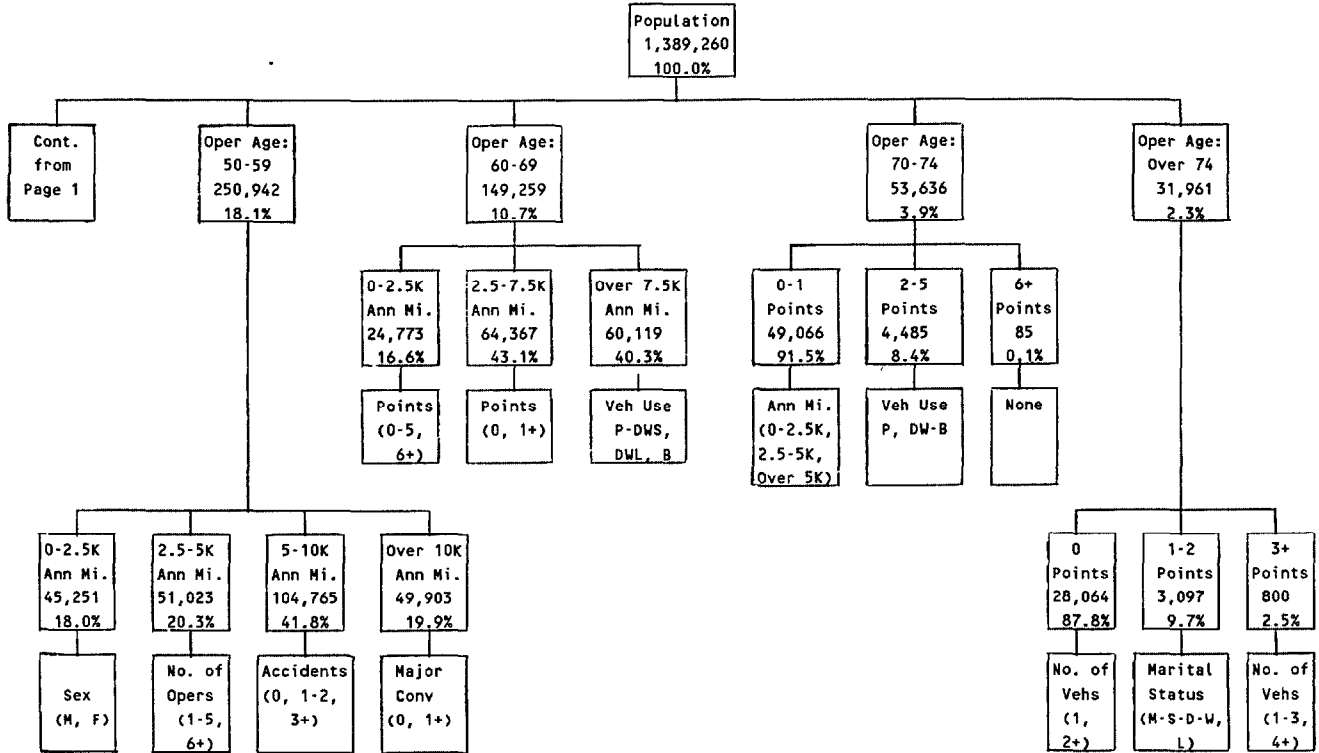 Population
1,389,260
100.0%
Cont.
from
Page 1
Oper Age:
50-59
250,942
18.1%
Oper Age:
60-69
149,259
10.7%
Oper Age:
70-74
53,636
3.9%
Oper Age:
Over 74
31,961
2.3%
0-2.5K
Ann Mi.
24,773
16.6%
2.5-7.5K
Ann Mi.
64,367
43.1%
Over 7.5K
Ann Mi.
60,119
40.3%
0-1
Points
49,066
91.5%
2-5
Points
4,485
8.4%
6+
Points
85
0.1%
Points
(0-5,
6+)
Points
(0, 1+)
Veh Use
P-DWS,
DWL, B
Ann Mi.
(0-2.5K,
2.5-5K,
Over 5K)
Veh Use
P, DW-B
None
0-2.5K
Ann Mi.
45,251
18.0%
2.5-5K
Ann Mi.
51,023
20.3%
5-10K
Ann Mi.
104,765
41.8%
Over 10K
Ann Mi.
49,903
19.9%
0
Points
28,064
87.8%
1-2
Points
3,097
9.7%
3+
Points
800
2.5%
Sex
(M, F)
No. of
Opers
(1-5,
6+)
Accidents
(0, 1-2,
3+)
Major
Conv
(0, 1+)
No. of
Vehs
(1,
2+)
Marital
Status
(M-S-D-W,
L)
No. of
Vehs
(1-3,
4+)